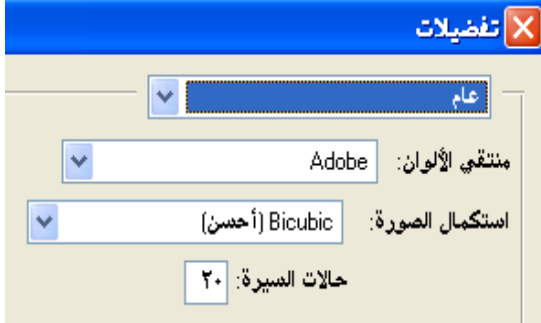 تفضيلات
عام
منتقي الألوان: Adobe
استكمال الصورة: Bicubic (أحسن)
حالات السيرة: ٢٠